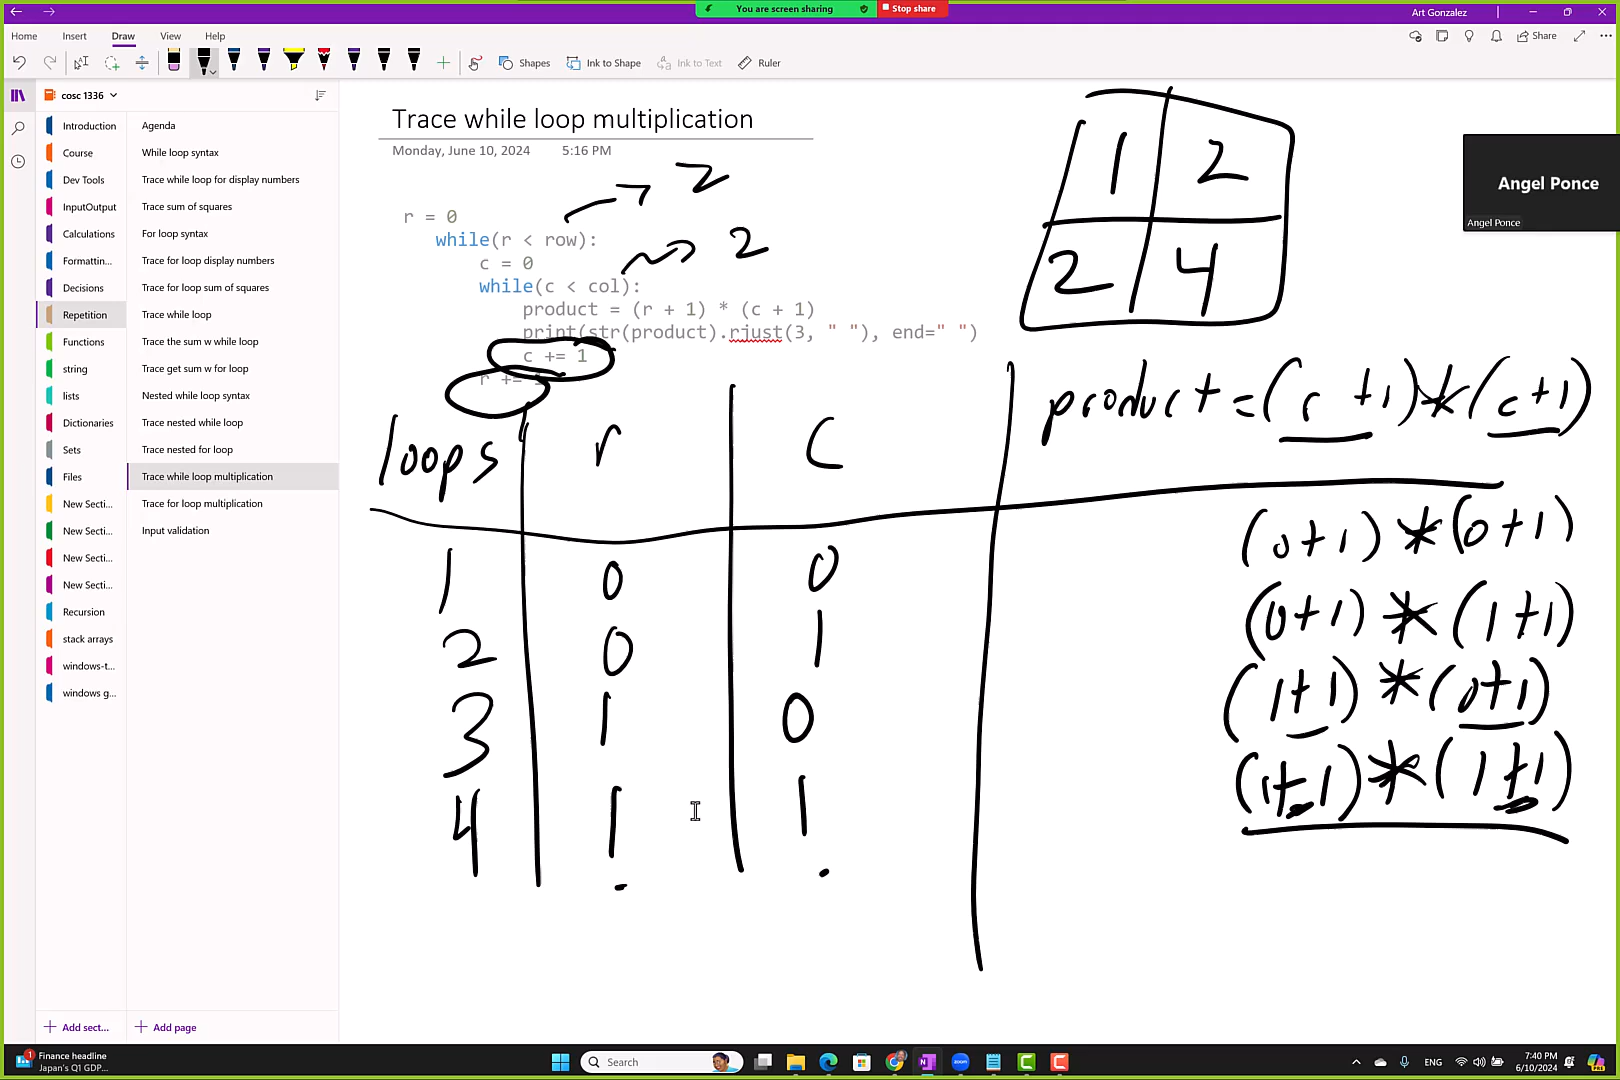 You are screen sharing
Stop share
Art Gonzalez
Home Insert Draw View Help
Share
Shapes
Ink to Shape
Ink to Text
Ruler
cosc 1336
Introduction
Course
Dev Tools
InputOutput
Calculations
Formattin...
Decisions
Repetition
Functions
string
lists
Dictionaries
Sets
Files
New Secti...
New Secti...
New Secti...
New Secti...
Recursion
stack arrays
windows-t...
windows g...
Add sect...
Agenda
While loop syntax
Trace while loop for display numbers
Trace sum of squares
For loop syntax
Trace for loop display numbers
Trace for loop sum of squares
Trace while loop
Trace the sum w while loop
Trace get sum w for loop
Nested while loop syntax
Trace nested while loop
Trace nested for loop
Trace while loop multiplication
Trace for loop multiplication
Input validation
Add page
Trace while loop multiplication
Monday, June 10, 2024 5:16 PM
r = 0
while(r < row):
c = 0
while(c < col):
product = (r + 1) * (c + 1)
print(str(product).rjust(3, " "), end=" ")
c += 1
r +=
2
2
1 2
2 4
Angel Ponce
Angel Ponce
loops r c product = (r +1)*(c+1)
1 0 0 (0+1)*(0+1)
2 0 1 (0+1)*(1+1)
3 1 0 (1+1)*(0+1)
4 1 1 (1+1)*(1+1)
1
Finance headline
Japan's Q1 GDP...
Search
ENG
7:40 PM
6/10/2024